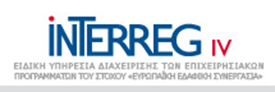 iNTERREG IV
ΕΙΔΙΚΗ ΥΠΗΡΕΣΙΑ ΔΙΑΧΕΙΡΙΣΗΣ ΤΩΝ ΕΠΙΧΕΙΡΗΣΙΑΚΩΝ
ΠΡΟΓΡΑΜΜΑΤΩΝ ΤΟΥ ΣΤΟΧΟΥ «ΕΥΡΩΠΑΪΚΗ ΕΔΑΦΙΚΗ ΣΥΝΕΡΓΑΣΙΑ»